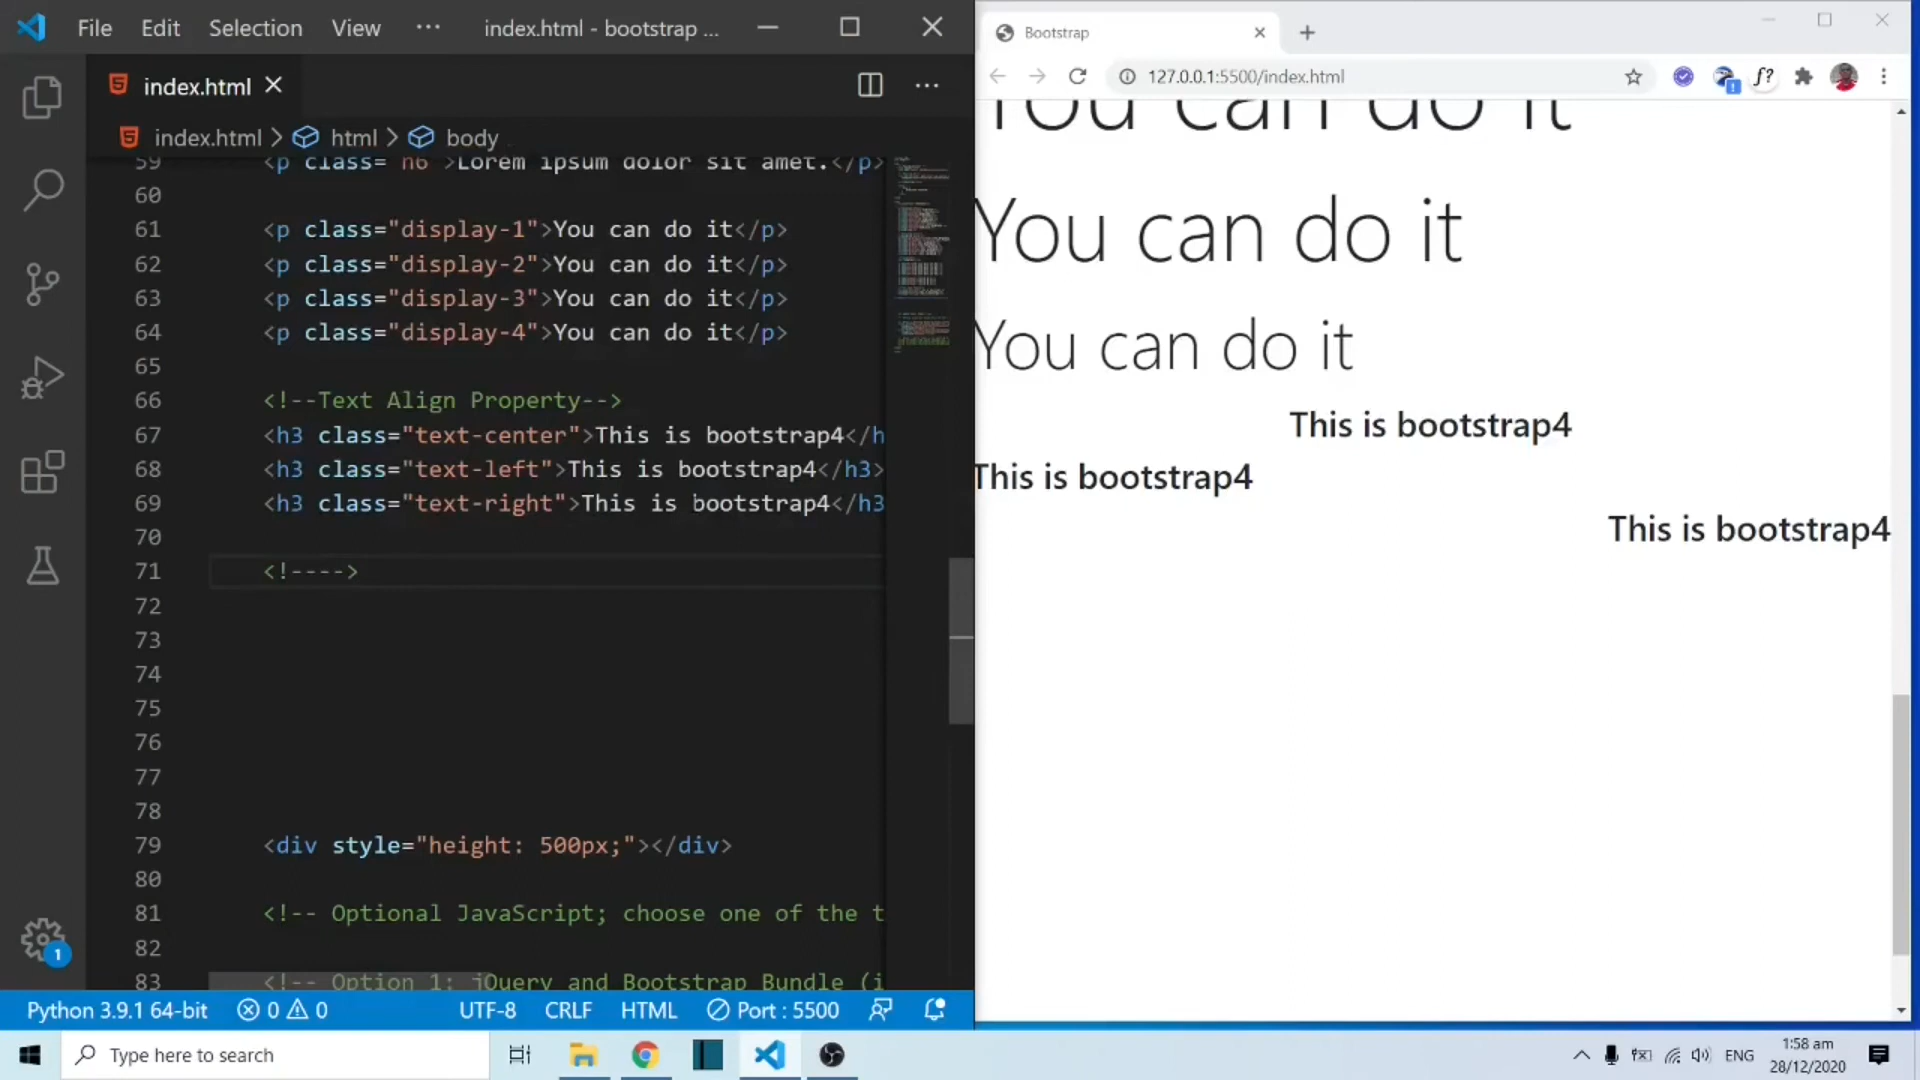 File Edit Selection View ··· index.html - bootstrap ...
index.html
index.html > html > body
59 <p class="h6">Lorem ipsum dolor sit amet.</p>
60
61 <p class="display-1">You can do it</p>
62 <p class="display-2">You can do it</p>
63 <p class="display-3">You can do it</p>
64 <p class="display-4">You can do it</p>
65
66 <!--Text Align Property-->
67 <h3 class="text-center">This is bootstrap4</h
68 <h3 class="text-left">This is bootstrap4</h3>
69 <h3 class="text-right">This is bootstrap4</h3
70
71 <!---->
72
73
74
75
76
77
78
79 <div style="height: 500px;"></div>
80
81 <!-- Optional JavaScript; choose one of the t
82
83 <!-- Option 1: jQuery and Bootstrap Bundle (i
1
Python 3.9.1 64-bit 0 0 UTF-8 CRLF HTML Port : 5500
Bootstrap
127.0.0.1:5500/index.html f?
You can do it
You can do it
You can do it
This is bootstrap4
This is bootstrap4
This is bootstrap4
Type here to search
ENG
1:58 am
28/12/2020